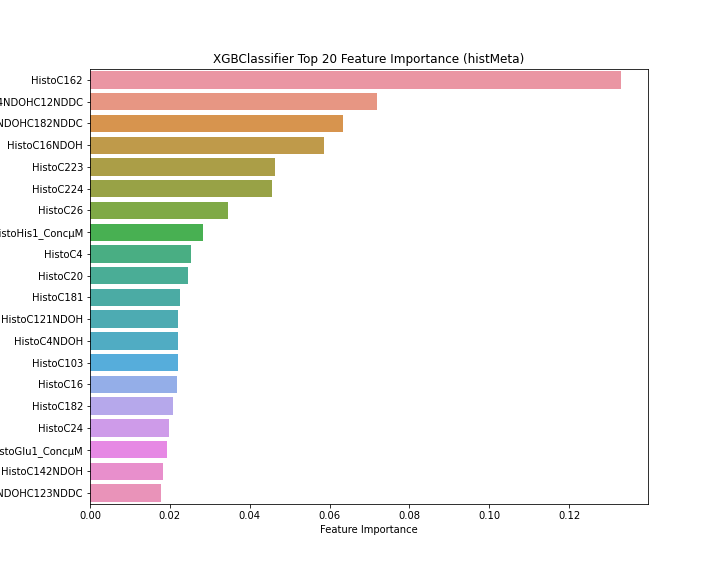 XGBClassifier Top 20 Feature Importance (histMeta)
HistoC162
4NDOHC12NDDC
NDOHC182NDDC
HistoC16NDOH
HistoC223
HistoC224
HistoC26
istoHis1_ConcμM
HistoC4
HistoC20
HistoC181
HistoC121NDOH
HistoC4NDOH
HistoC103
HistoC16
HistoC182
HistoC24
stoGlu1_ConcμM
HistoC142NDOH
NDOHC123NDDC
0.00 0.02 0.04 0.06 0.08 0.10 0.12
Feature Importance